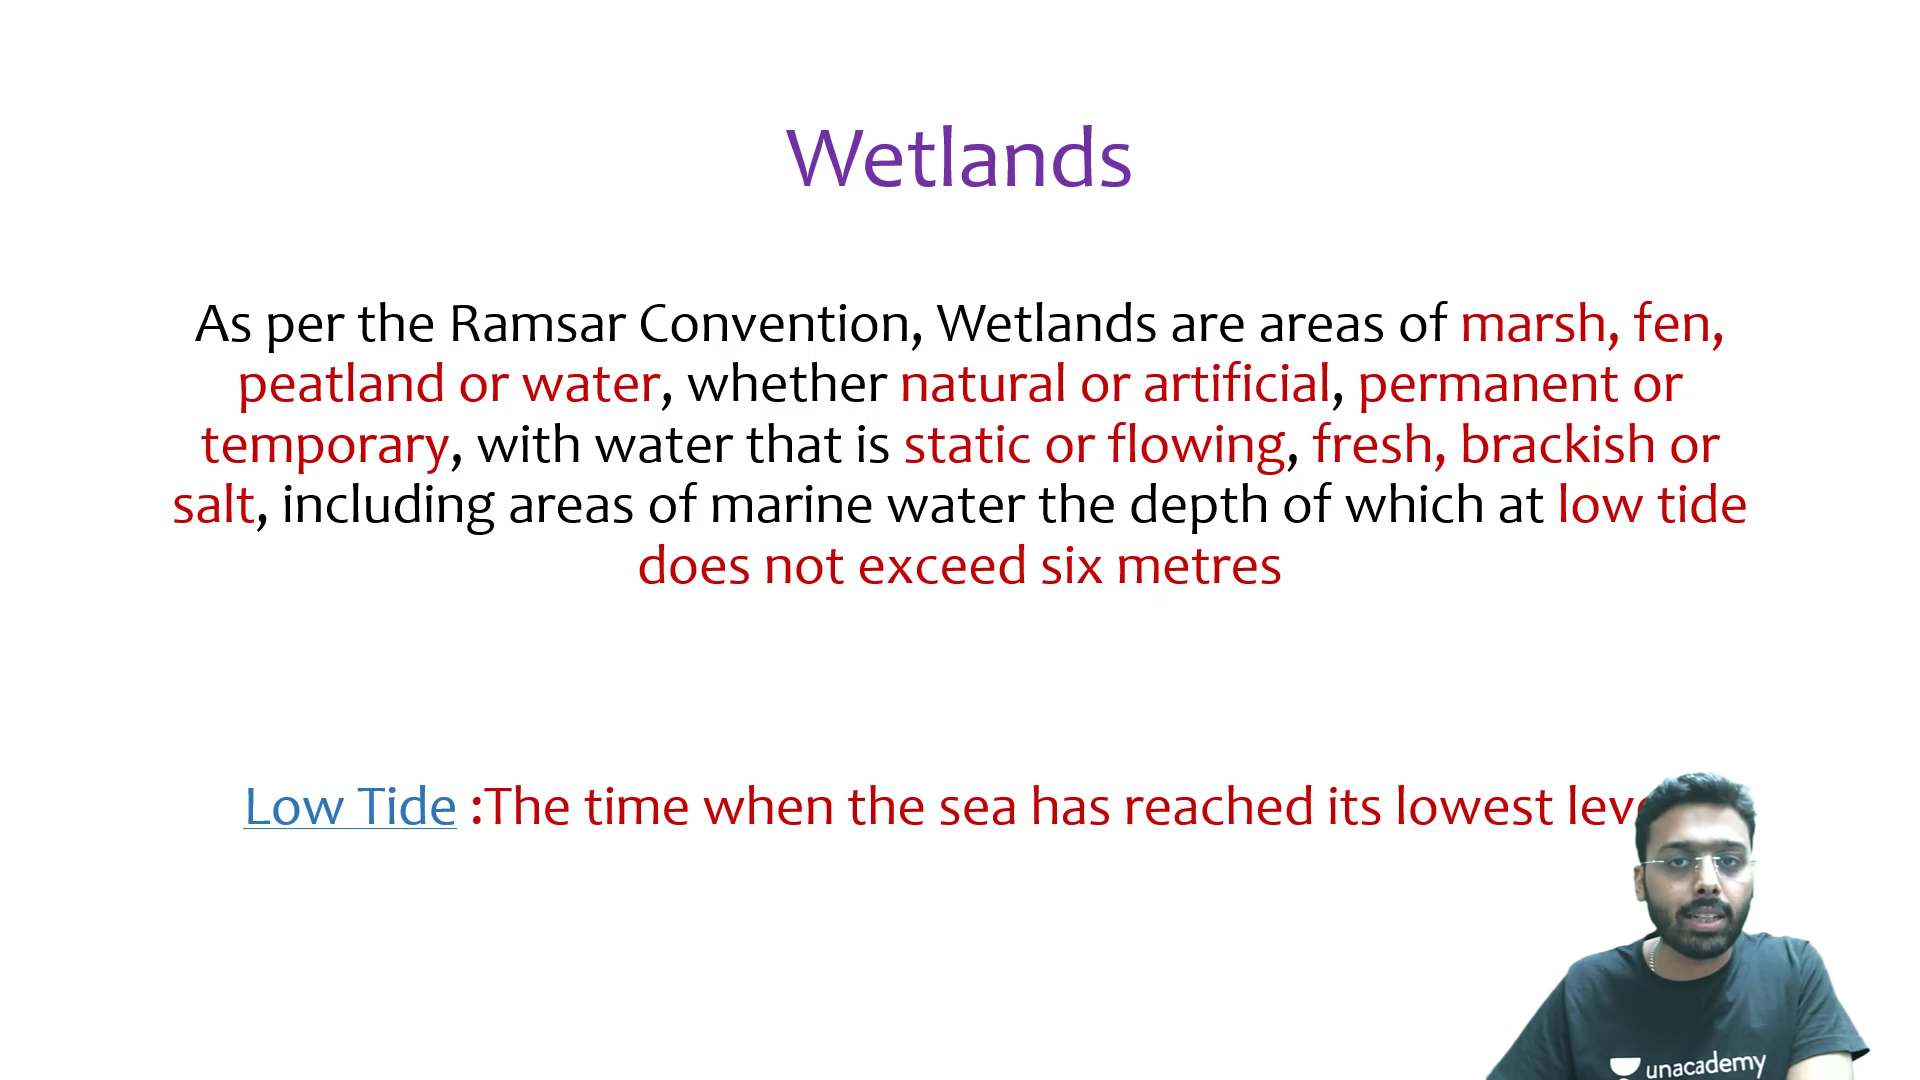 Wetlands
As per the Ramsar Convention, Wetlands are areas of marsh, fen,
peatland or water, whether natural or artificial, permanent or
temporary, with water that is static or flowing, fresh, brackish or
salt, including areas of marine water the depth of which at low tide
does not exceed six metres
Low Tide :The time when the sea has reached its lowest
unacademy